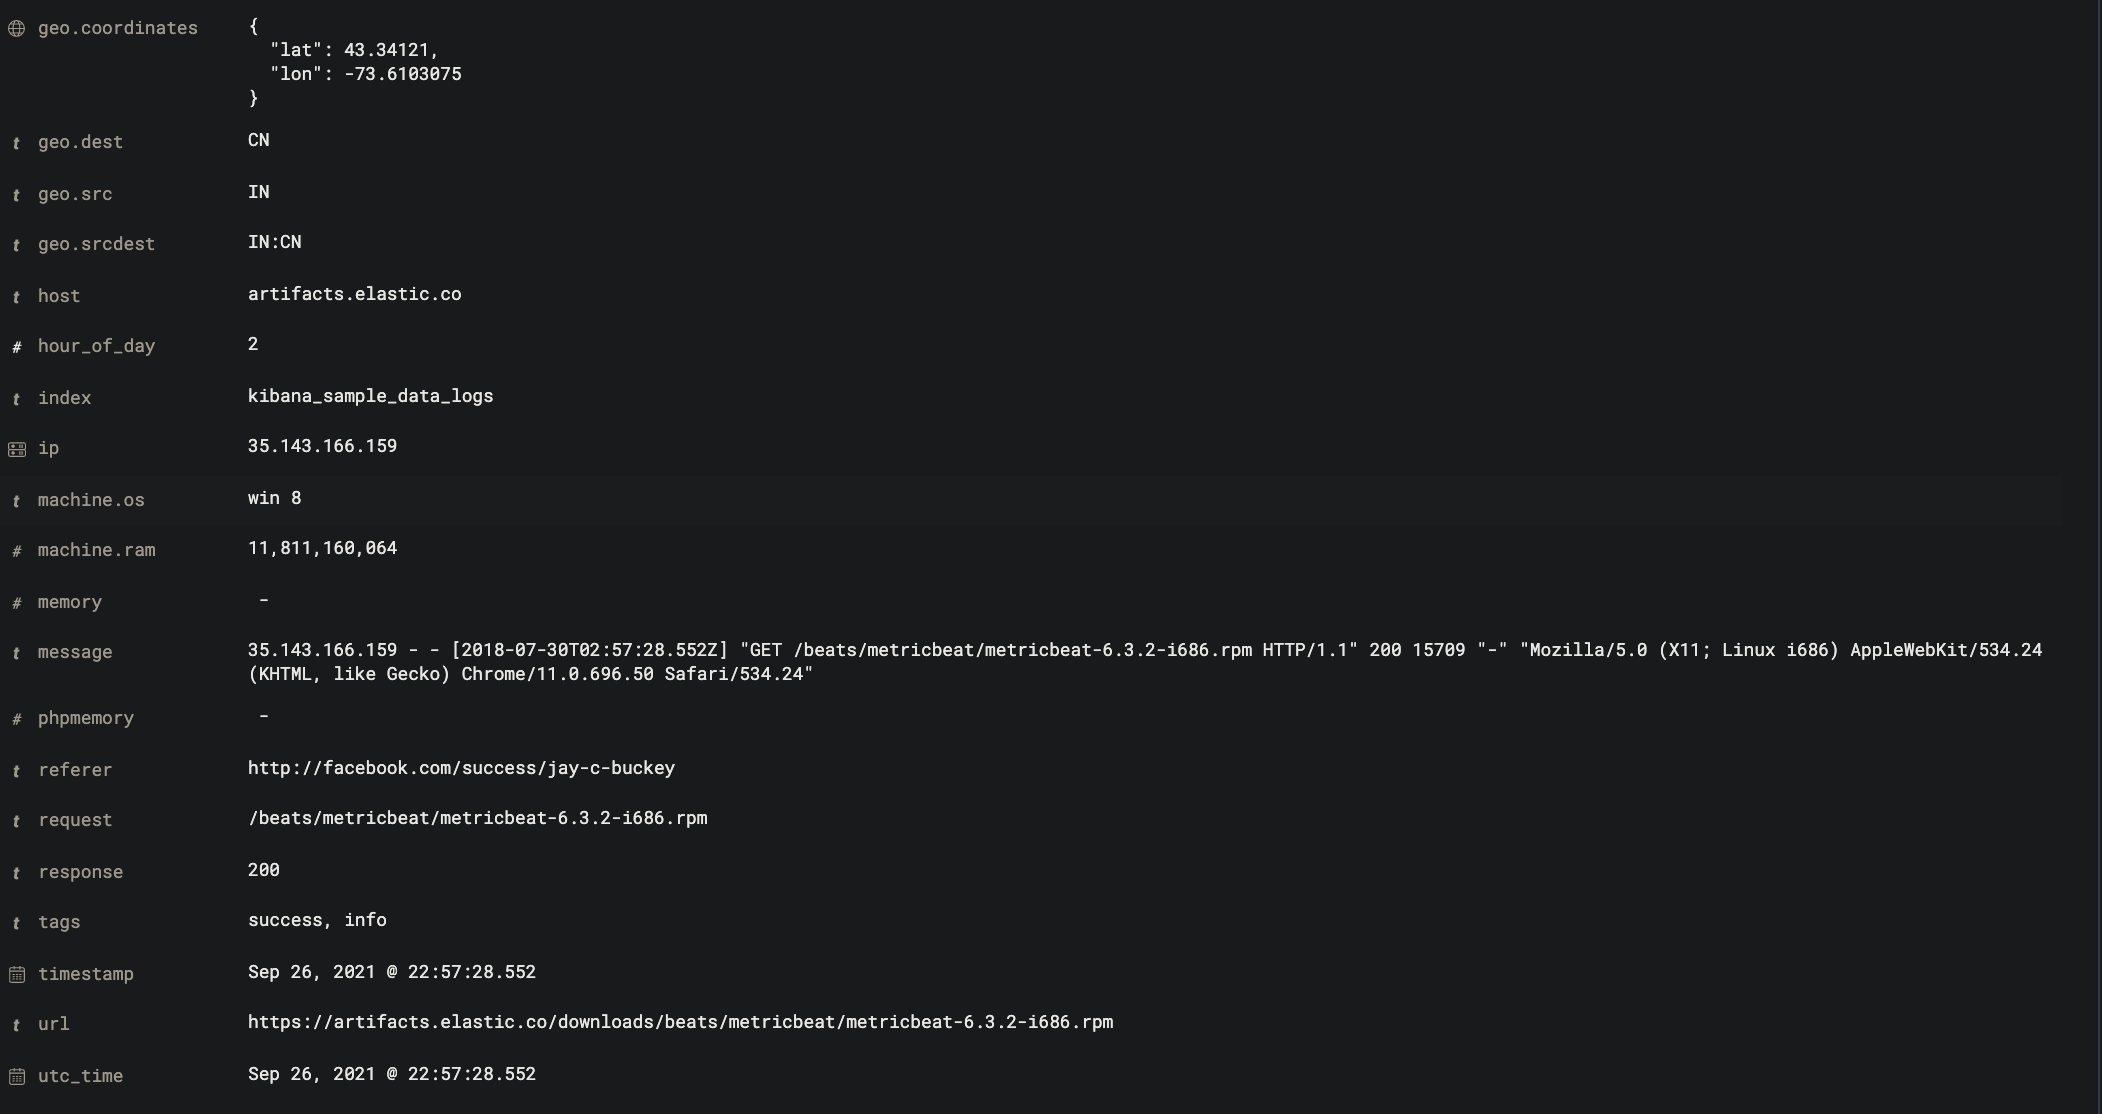 geo.coordinates {
"lat": 43.34121,
"lon": -73.6103075
}
t geo.dest CN
t geo.src IN
t geo.srcdest IN:CN
t host artifacts.elastic.co
# hour_of_day 2
t index kibana_sample_data_logs
ip 35.143.166.159
t machine.os win 8
# machine.ram 11,811,160,064
# memory -
t message 35.143.166.159 - - [2018-07-30T02:57:28.552Z] "GET /beats/metricbeat/metricbeat-6.3.2-i686.rpm HTTP/1.1" 200 15709 "-" "Mozilla/5.0 (X11; Linux i686) AppleWebKit/534.24
(KHTML, like Gecko) Chrome/11.0.696.50 Safari/534.24"
# phpmemory -
t referer http://facebook.com/success/jay-c-buckey
t request /beats/metricbeat/metricbeat-6.3.2-i686.rpm
t response 200
t tags success, info
timestamp Sep 26, 2021 @ 22:57:28.552
t url https://artifacts.elastic.co/downloads/beats/metricbeat/metricbeat-6.3.2-i686.rpm
utc_time Sep 26, 2021 @ 22:57:28.552